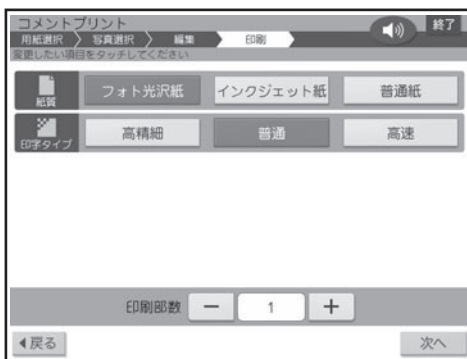 コメントプリント
終了
用紙選択 写真選択 編集 印刷
変更したい項目をタッチしてください
紙質 フォト光沢紙 インクジェット紙 普通紙
印字タイプ 高精細 普通 高速
印刷部数 − 1 +
戻る 次へ